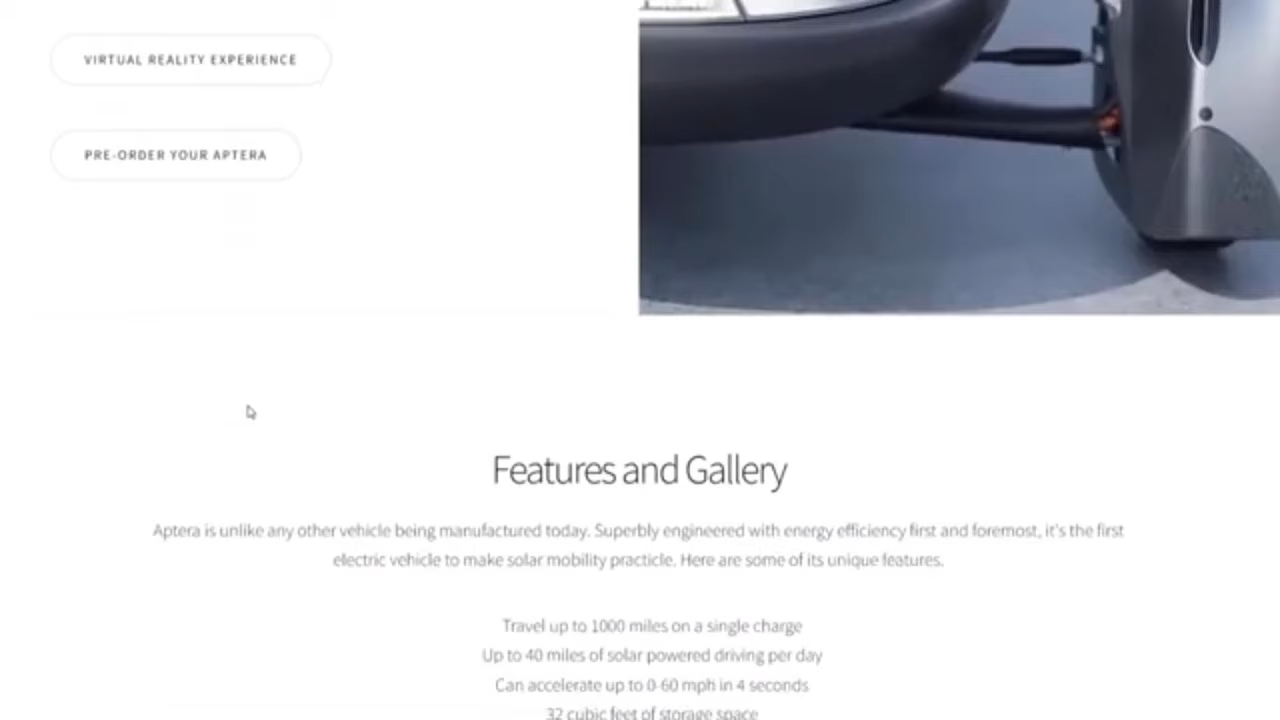 VIRTUAL REALITY EXPERIENCE
PRE-ORDER YOUR APTERA
Features and Gallery
Aptera is unlike any other vehicle being manufactured today. Superbly engineered with energy efficiency first and foremost, it's the first
electric vehicle to make solar mobility practicle. Here are some of its unique features.
Travel up to 1000 miles on a single charge
Up to 40 miles of solar powered driving per day
Can accelerate up to 0-60 mph in 4 seconds
32 cubic feet of storage space